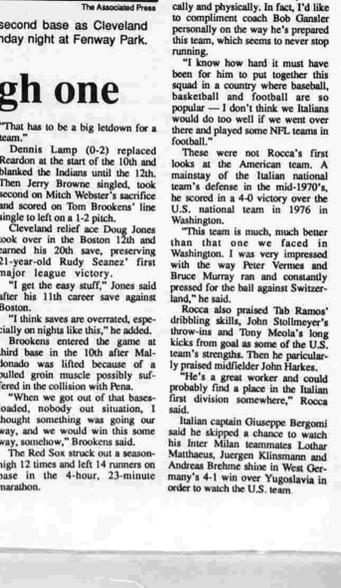 The Associated Press
second base as Cleveland
nday night at Fenway Park.
gh one
"That has to be a big letdown for a
team."
Dennis Lamp (0-2) replaced
Reardon at the start of the 10th and
blanked the Indians until the 12th.
Then Jerry Browne singled, took
second on Mitch Webster's sacrifice
and scored on Tom Brookens' line
single to left on a 1-2 pitch.
Cleveland relief ace Doug Jones
took over in the Boston 12th and
earned his 20th save, preserving
21-year-old Rudy Seanez' first
major league victory.
"I get the easy stuff," Jones said
after his 11th career save against
Boston.
"I think saves are overrated, espe-
cially on nights like this," he added.
Brookens entered the game at
third base in the 10th after Mal-
donado was lifted because of a
pulled groin muscle possibly suf-
fered in the collision with Pena.
"When we got out of that bases-
loaded, nobody out situation, I
thought something was going our
way, and we would win this some
way, somehow," Brookens said.
The Red Sox struck out a season-
high 12 times and left 14 runners on
base in the 4-hour, 23-minute
marathon.
cally and physically. In fact, I'd like
to compliment coach Bob Gansler
personally on the way he's prepared
this team, which seems to never stop
running.
"I know how hard it must have
been for him to put together this
squad in a country where baseball,
basketball and football are so
popular — I don't think we Italians
would do too well if we went over
there and played some NFL teams in
football."
These were not Rocca's first
looks at the American team. A
mainstay of the Italian national
team's defense in the mid-1970's,
he scored in a 4-0 victory over the
U.S. national team in 1976 in
Washington.
"This team is much, much better
than that one we faced in
Washington. I was very impressed
with the way Peter Vermes and
Bruce Murray ran and constantly
pressed for the ball against Switzer-
land," he said.
Rocca also praised Tab Ramos'
dribbling skills, John Stollmeyer's
throw-ins and Tony Meola's long
kicks from goal as some of the U.S.
team's strengths. Then he paricular-
ly praised midfielder John Harkes.
"He's a great worker and could
probably find a place in the Italian
first division somewhere," Rocca
said.
Italian captain Giuseppe Bergomi
said he skipped a chance to watch
his Inter Milan teammates Lothar
Matthaeus, Juergen Klinsmann and
Andreas Brehme shine in West Ger-
many's 4-1 win over Yugoslavia in
order to watch the U.S. team.